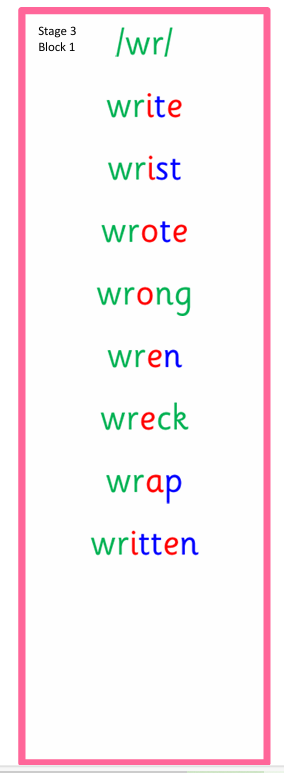 Stage 3
Block 1
/wr/
write
wrist
wrote
wrong
wren
wreck
wrap
written